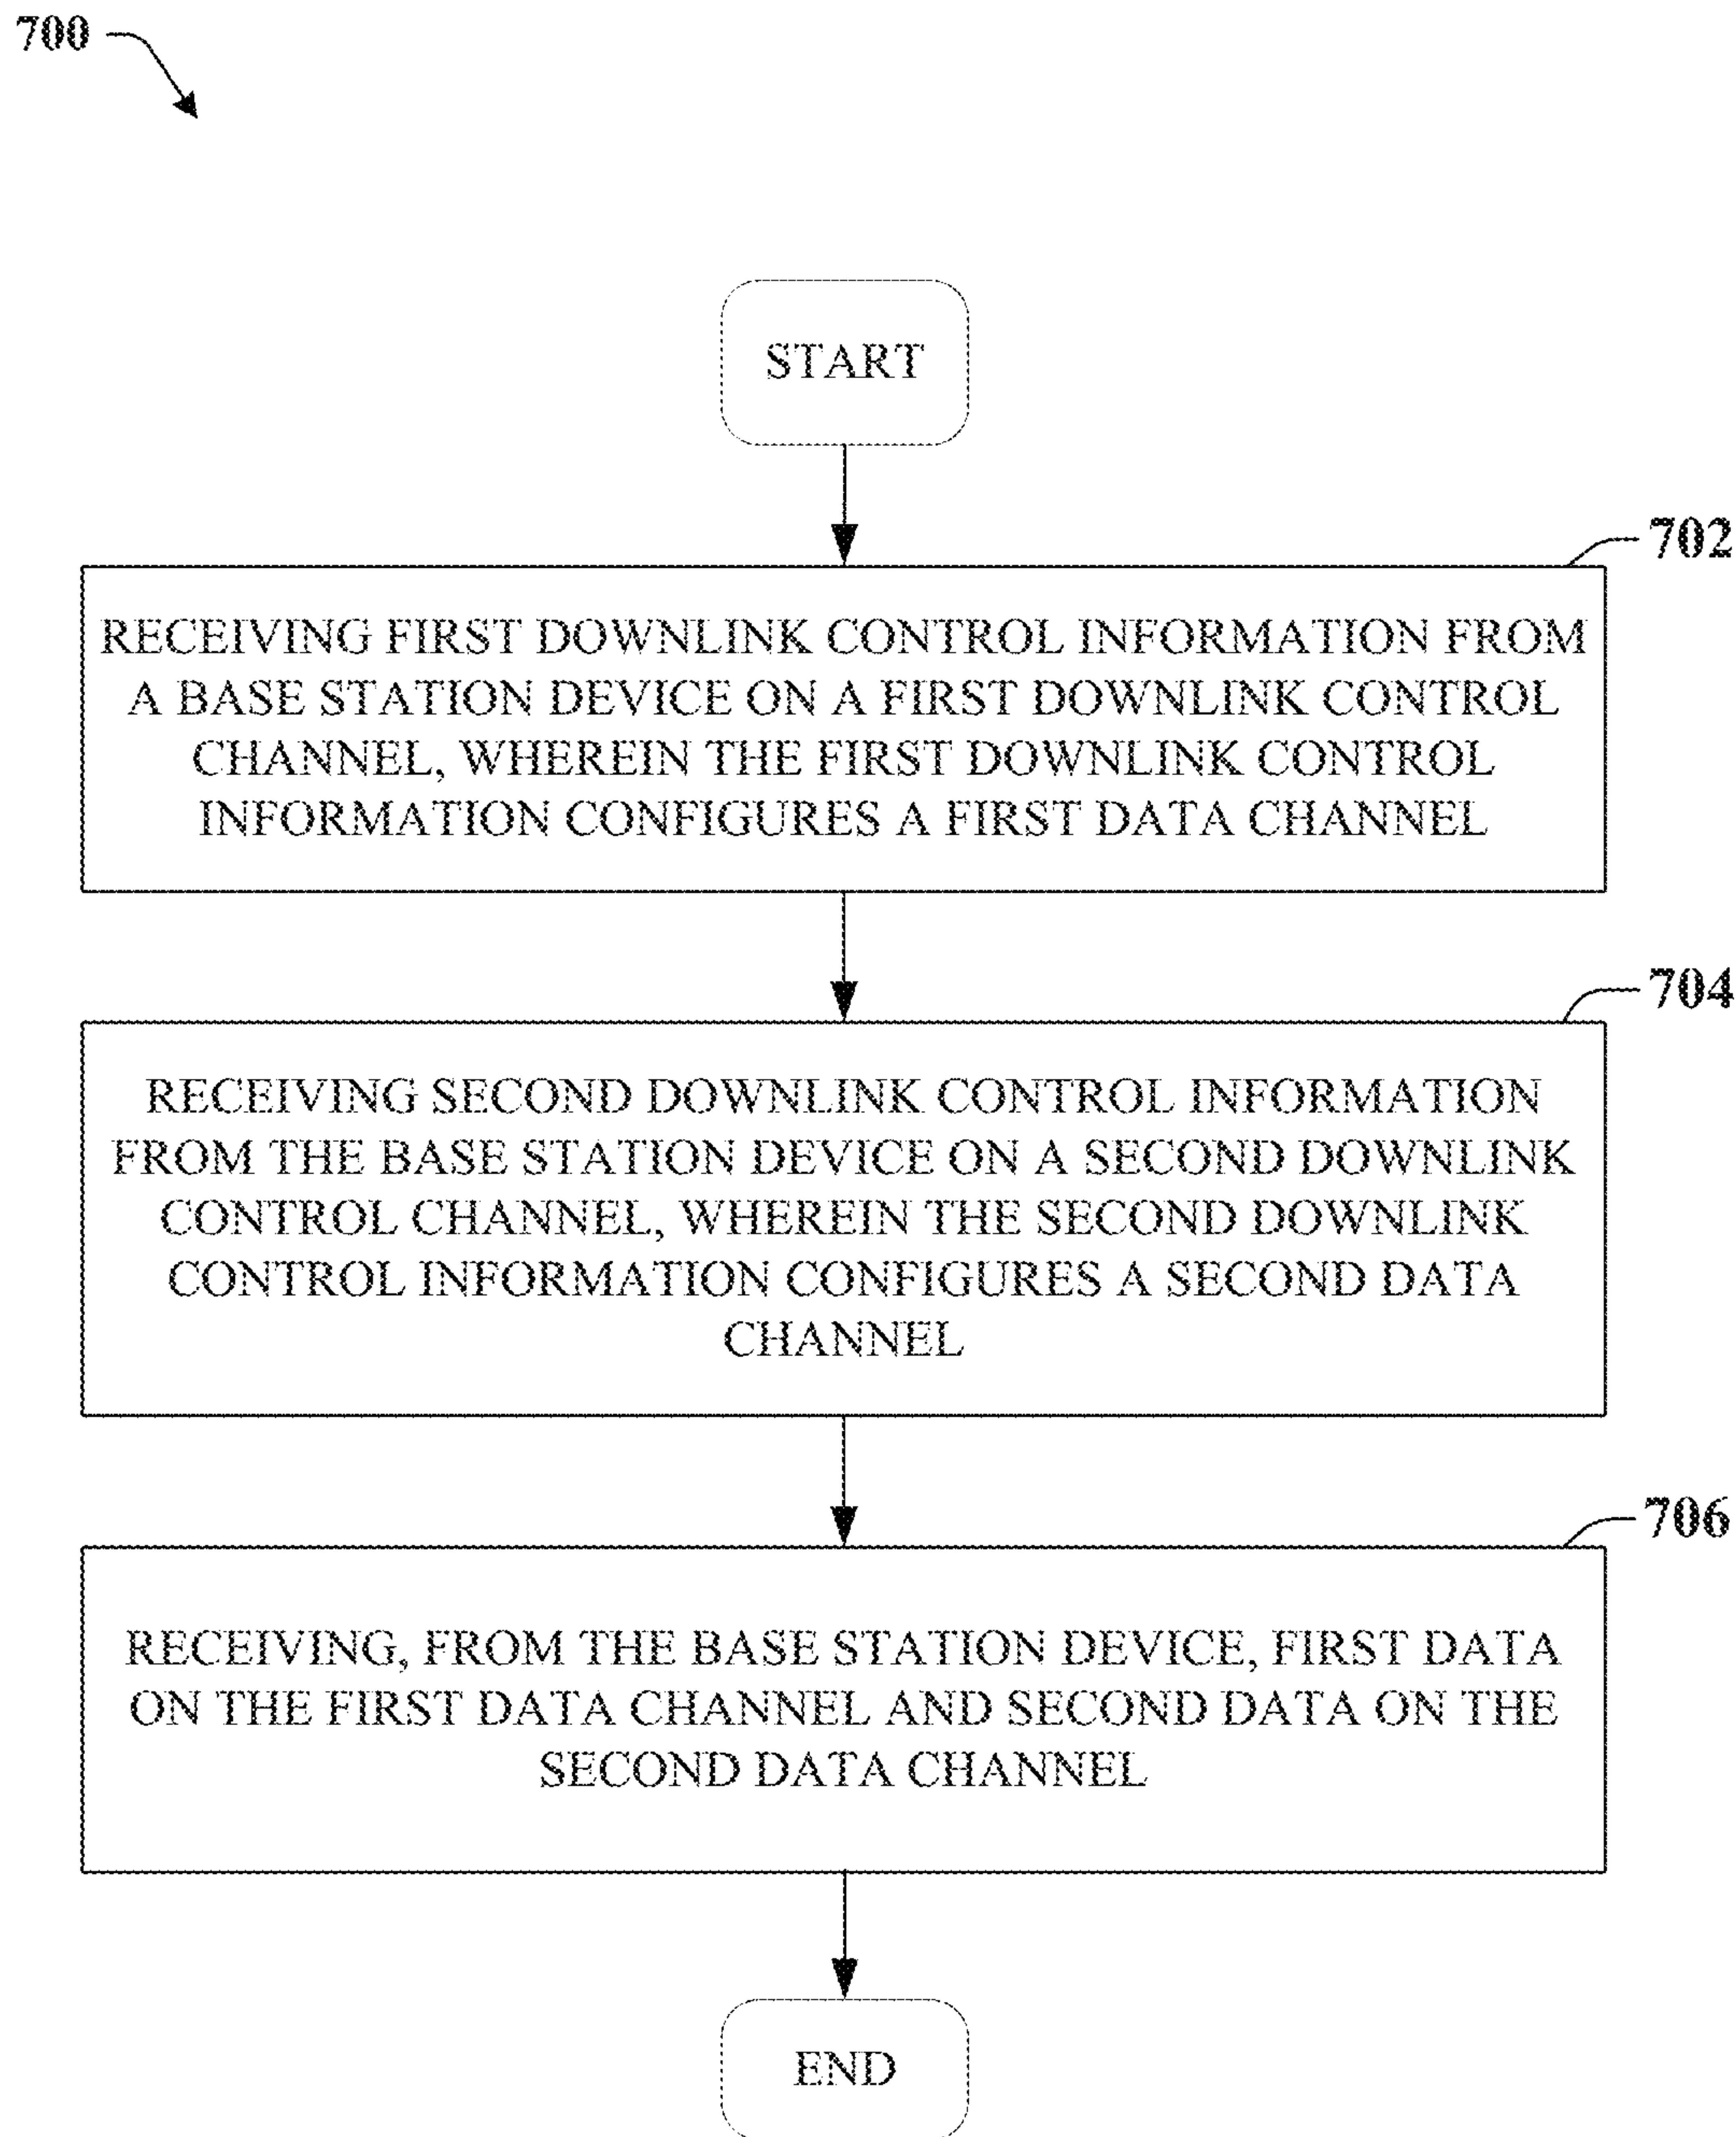 700
START
702
RECEIVING FIRST DOWNLINK CONTROL INFORMATION FROM
A BASE STATION DEVICE ON A FIRST DOWNLINK CONTROL
CHANNEL, WHEREIN THE FIRST DOWNLINK CONTROL
INFORMATION CONFIGURES A FIRST DATA CHANNEL
704
RECEIVING SECOND DOWNLINK CONTROL INFORMATION
FROM THE BASE STATION DEVICE ON A SECOND DOWNLINK
CONTROL CHANNEL, WHEREIN THE SECOND DOWNLINK
CONTROL INFORMATION CONFIGURES A SECOND DATA
CHANNEL
706
RECEIVING, FROM THE BASE STATION DEVICE, FIRST DATA
ON THE FIRST DATA CHANNEL AND SECOND DATA ON THE
SECOND DATA CHANNEL
END